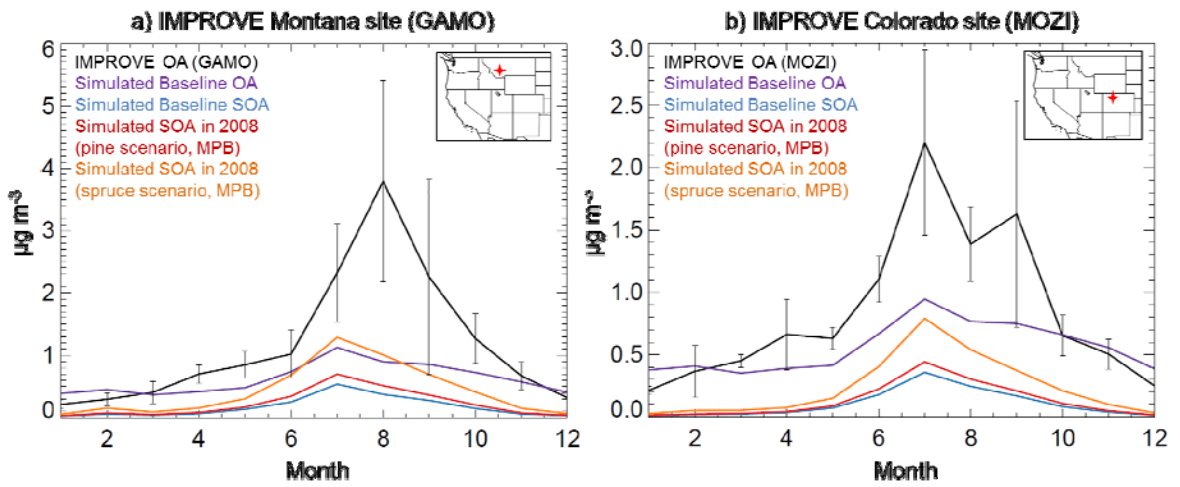 a) IMPROVE Montana site (GAMO)
6
5
4
3
2
1
0
µg m-³
IMPROVE OA (GAMO)
Simulated Baseline OA
Simulated Baseline SOA
Simulated SOA in 2008
(pine scenario, MPB)
Simulated SOA in 2008
(spruce scenario, MPB)
2 4 6 8 10 12
Month
b) IMPROVE Colorado site (MOZI)
3.0
2.5
2.0
1.5
1.0
0.5
0.0
µg m-³
IMPROVE OA (MOZI)
Simulated Baseline OA
Simulated Baseline SOA
Simulated SOA in 2008
(pine scenario, MPB)
Simulated SOA in 2008
(spruce scenario, MPB)
2 4 6 8 10 12
Month